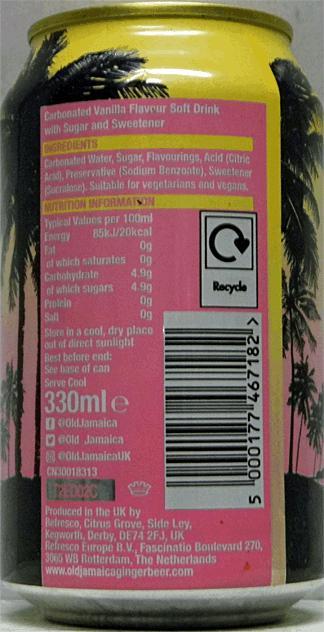 Carbonated Vanilla Flavour Soft Drink
with Sugar and Sweetener
INGREDIENTS
Carbonated Water, Sugar, Flavourings, Acid (Citric
Acid), Preservative (Sodium Benzoate), Sweetener
(Sucralose). Suitable for vegetarians and vegans.
NUTRITION INFORMATION
Typical Values per 100ml
Energy 85kJ/20kcal
Fat 0g
of which saturates 0g
Carbohydrate 4.9g
of which sugars 4.9g
Protein 0g
Salt 0g
Recycle
Store in a cool, dry place
out of direct sunlight
Best before end:
See base of can
Serve Cool
330ml e
@OldJamaica
@Old_Jamaica
@OldJamaicaUK
CN30018313
5 000177 467182 >
Produced in the UK by
Refresco, Citrus Grove, Side Ley,
Kegworth, Derby, DE74 2FJ, UK
Refresco Europe B.V., Fascinatio Boulevard 270,
3065 WB Rotterdam, The Netherlands
www.oldjamaicagingerbeer.com